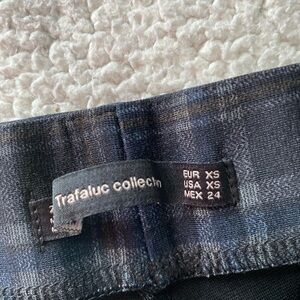 Trafaluc collectn
EUR XS
USA XS
MEX 24